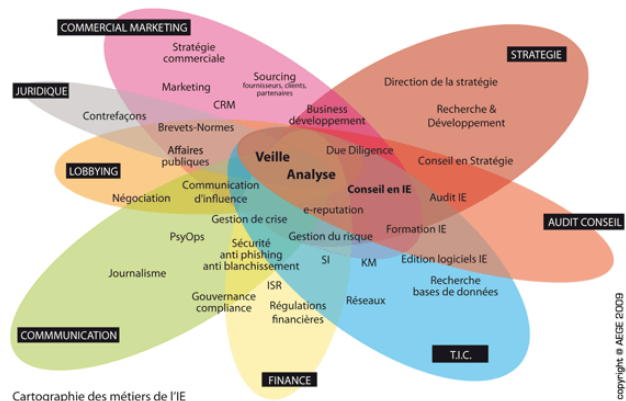 COMMERCIAL MARKETING
Stratégie
commerciale
STRATEGIE
Sourcing
fournisseurs, clients,
partenaires
Direction de la stratégie
JURIDIQUE
Marketing
CRM
Contrefaçons
Business
développement
Recherche &
Développement
Brevets-Normes
Affaires
publiques
Veille
Analyse
Due Diligence
Conseil en Stratégie
LOBBYING
Communication
d'influence
Conseil en IE
Négociation
Audit IE
e-reputation
AUDIT CONSEIL
Gestion de crise
Formation IE
PsyOps
Gestion du risque
Sécurité
anti phishing
anti blanchissement
SI
KM
Edition logiciels IE
Journalisme
Recherche
bases de données
ISR
Gouvernance
compliance
Réseaux
Régulations
financières
COMMMUNICATION
T.I.C.
FINANCE
Cartographie des métiers de l'IE
copyright @ AEGE 2009